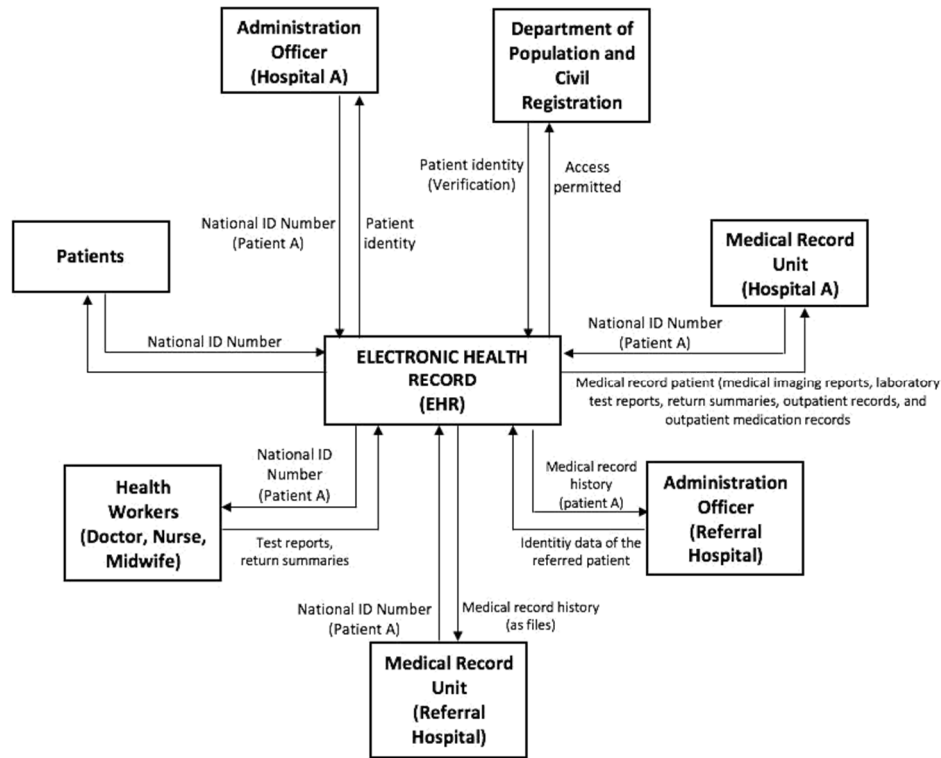 Administration
Officer
(Hospital A)
Department of
Population and
Civil
Registration
Patient identity
(Verification)
Access
permitted
National ID Number
(Patient A)
Patient
identity
Patients
Medical Record
Unit
(Hospital A)
National ID Number
National ID Number
(Patient A)
ELECTRONIC HEALTH
RECORD
(EHR)
Medical record patient (medical imaging reports, laboratory
test reports, return summaries, outpatient records, and
outpatient medication records
National ID
Number
(Patient A)
Medical record
history
(patient A)
Health
Workers
(Doctor, Nurse,
Midwife)
Test reports,
return summaries
Identitiy data of the
referred patient
Administration
Officer
(Referral
Hospital)
National ID Number
(Patient A)
Medical record history
(as files)
Medical Record
Unit
(Referral
Hospital)